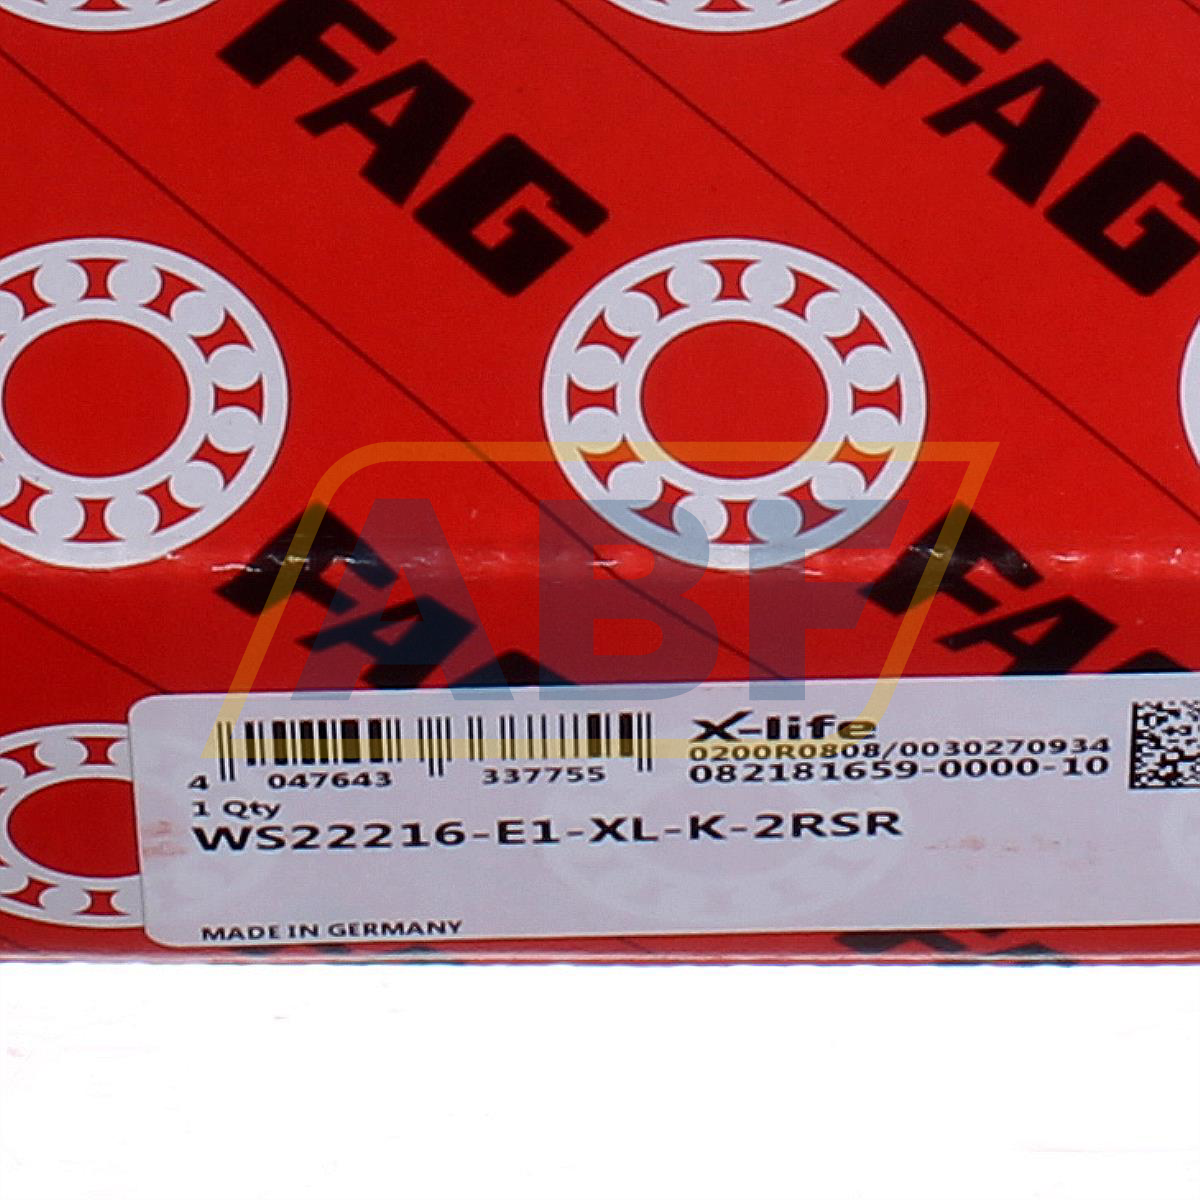 FAG
FAG
FAG
FAG
ABF
X-life
4 047643 337755
0200R0808/0030270934
082181659-0000-10
1 Qty
WS22216-E1-XL-K-2RSR
MADE IN GERMANY